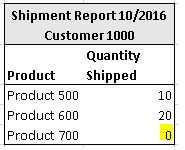 Shipment Report 10/2016
Customer 1000
Quantity
Product Shipped
Product 500 10
Product 600 20
Product 700 0